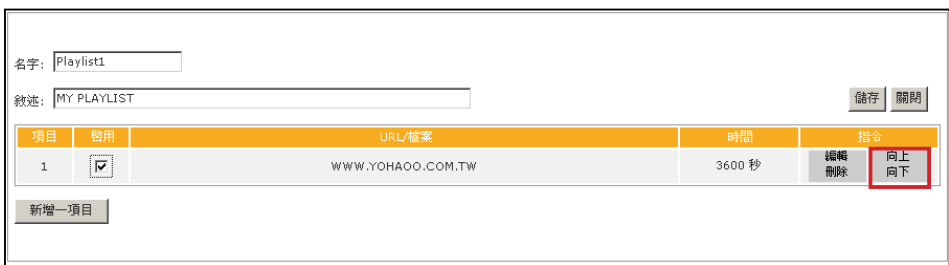 名字: Playlist1
敘述: MY PLAYLIST
儲存 關閉
項目 啓用 URL/檔案 時間 指令
1 WWW.YOHAOO.COM.TW 3600 秒 編輯 刪除 向上 向下
新增一項目